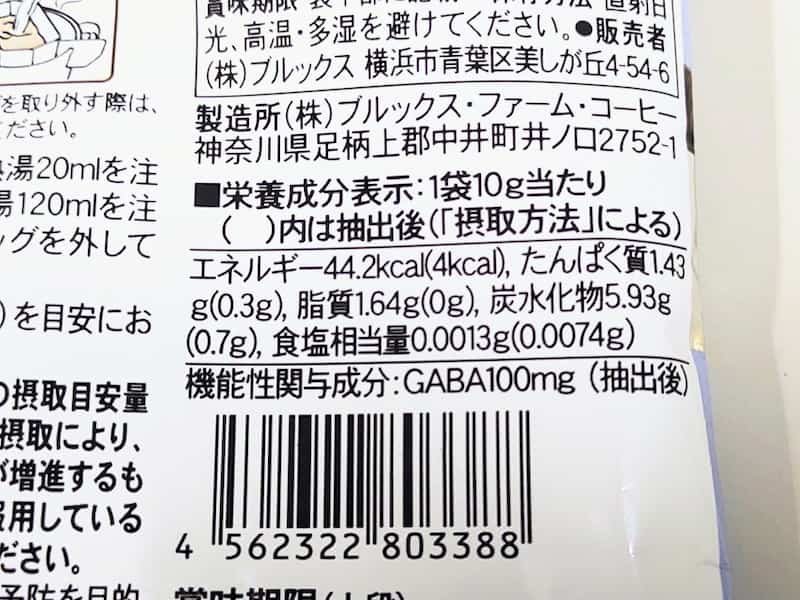 光、高温・多湿を避けてください。●販売者
(株)ブルックス 横浜市青葉区美しが丘4-54-6
製造所(株)ブルックス・ファーム・コーヒー
神奈川県足柄上郡中井町井ノ口2752-1
■栄養成分表示:1袋10g当たり
( )内は抽出後(「摂取方法」による)
エネルギー44.2kcal(4kcal), たんぱく質1.43
g(0.3g), 脂質1.64g(0g), 炭水化物5.93g
(0.7g), 食塩相当量0.0013g(0.0074g)
機能性関与成分:GABA100mg (抽出後)
4 562322 803388
を取り外す際は、
ください。
湯20mlを注
湯120mlを注
ッグを外して
)を目安にお
の摂取目安量
摂取により、
が増進するも
服用している
ださい。
予防を目的
賞味期限